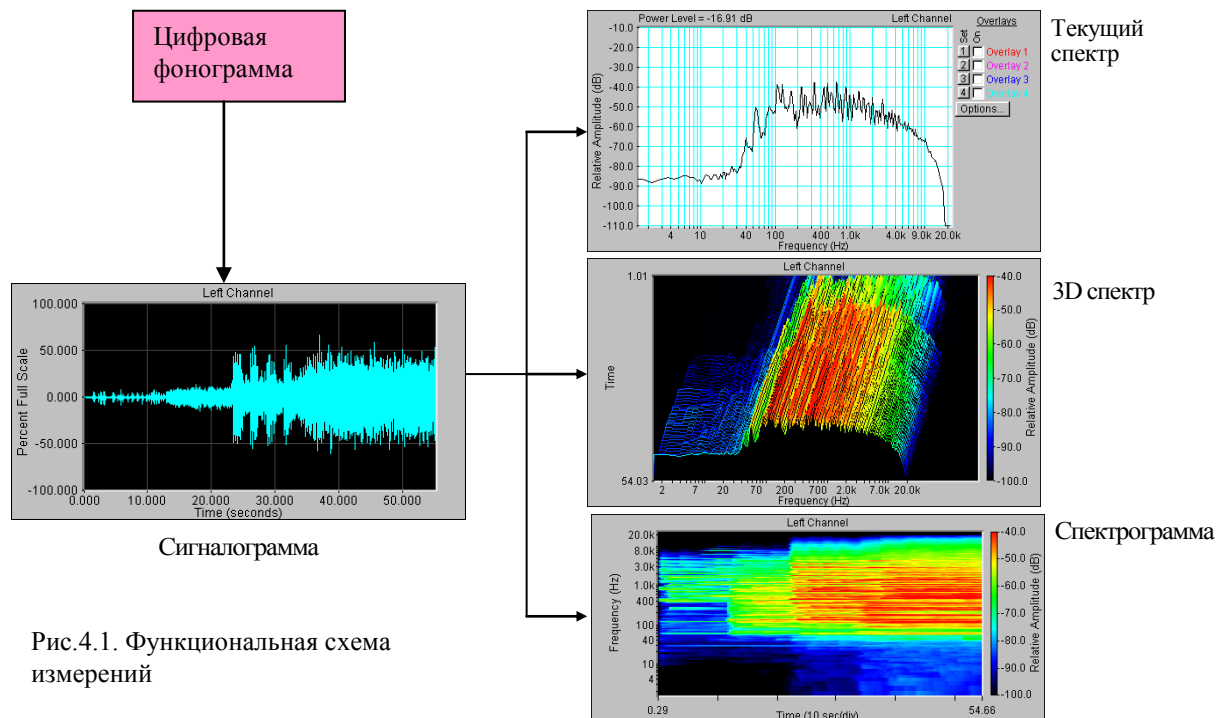 Цифровая
фонограмма
Power Level = -16.91 dB Left Channel
Overlays
Set On
1 Overlay 1
2 Overlay 2
3 Overlay 3
4 Overlay 4
Options...
Relative Amplitude (dB)
-10.0
-20.0
-30.0
-40.0
-50.0
-60.0
-70.0
-80.0
-90.0
-100.0
-110.0
4 10 40 100 400 1.0k 4.0k 9.0k 20.0k
Frequency (Hz)
Текущий
спектр
Left Channel
1.01
Time
54.03
2 7 20 70 200 700 2.0k 7.0k 20.0k
Frequency (Hz)
-40.0
-50.0
-60.0
-70.0
-80.0
-90.0
-100.0
Relative Amplitude (dB)
3D спектр
Left Channel
Percent Full Scale
100.000
50.000
0.000
-50.000
-100.000
0.000 10.000 20.000 30.000 40.000 50.000
Time (seconds)
Сигналограмма
Left Channel
Frequency (Hz)
20.0k
8.0k
3.0k
1.0k
400
100
40
10
4
0.29 54.66
Time (10 sec/div)
-40.0
-50.0
-60.0
-70.0
-80.0
-90.0
-100.0
Relative Amplitude (dB)
Спектрограмма
Рис.4.1. Функциональная схема
измерений